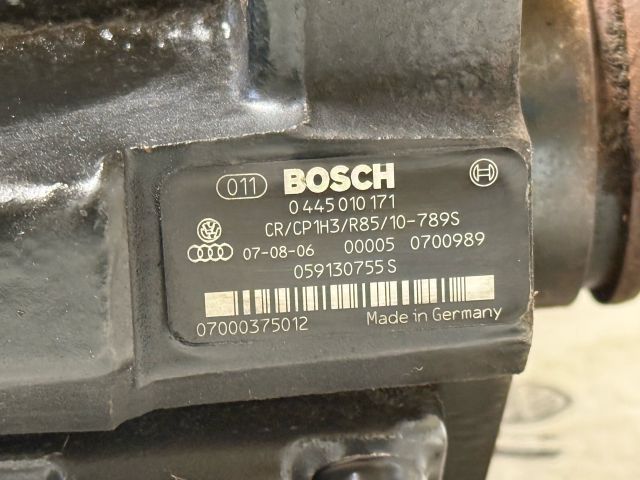 011 BOSCH
0 445 010 171
CR/CP1H3/R85/10-789S
07-08-06 00005 0700989
059130755S
07000375012 Made in Germany